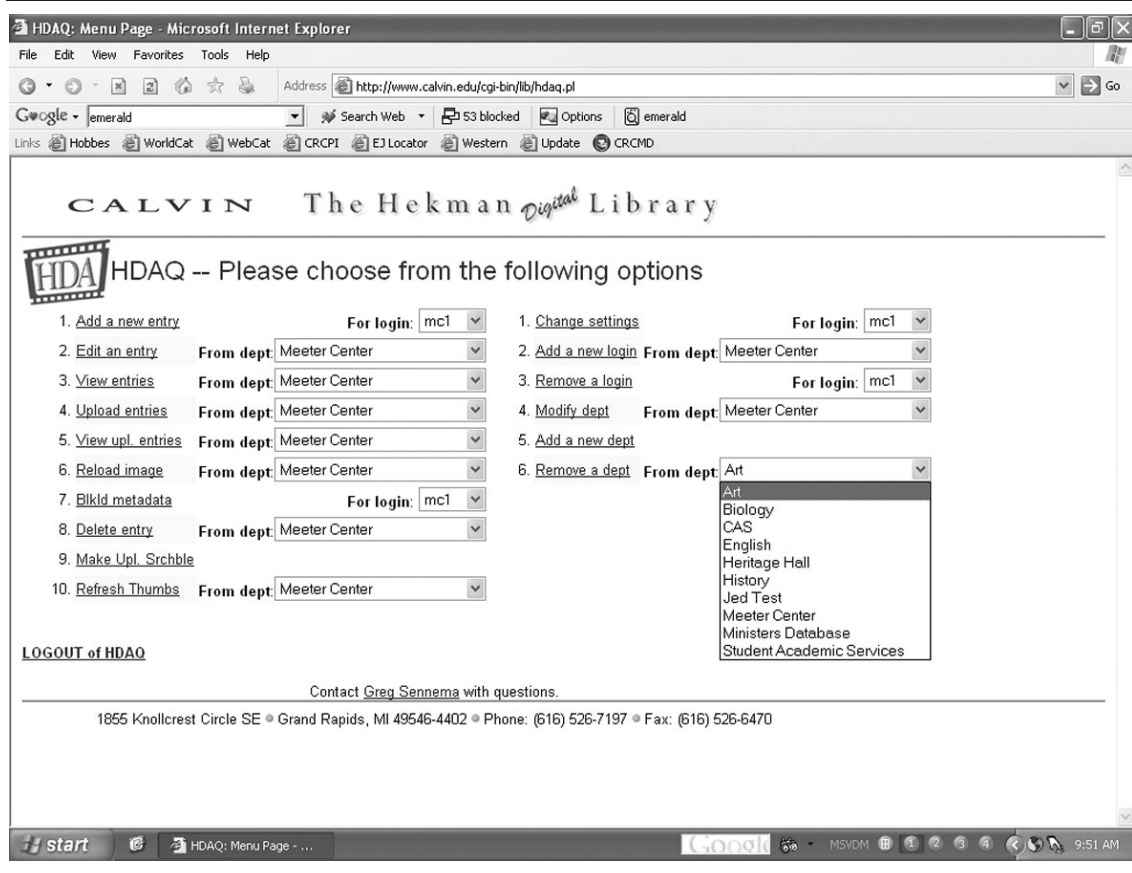 HDAQ: Menu Page - Microsoft Internet Explorer
File Edit View Favorites Tools Help
Address http://www.calvin.edu/cgi-bin/lib/hdaq.pl Go
Google emerald Search Web 53 blocked Options emerald
Links Hobbes WorldCat WebCat CRCPI EJ Locator Western Update CRCMD
CALVIN The Hekman Digital Library
HDA HDAQ -- Please choose from the following options
1. Add a new entry For login: mc1
2. Edit an entry From dept: Meeter Center
3. View entries From dept: Meeter Center
4. Upload entries From dept: Meeter Center
5. View upl. entries From dept: Meeter Center
6. Reload image From dept: Meeter Center
7. Blkld metadata For login: mc1
8. Delete entry From dept: Meeter Center
9. Make Upl. Srchble
10. Refresh Thumbs From dept: Meeter Center
1. Change settings For login: mc1
2. Add a new login From dept: Meeter Center
3. Remove a login For login: mc1
4. Modify dept From dept: Meeter Center
5. Add a new dept
6. Remove a dept From dept: Art
Art
Biology
CAS
English
Heritage Hall
History
Jed Test
Meeter Center
Ministers Database
Student Academic Services
LOGOUT of HDAQ
Contact Greg Sennema with questions.
1855 Knollcrest Circle SE Grand Rapids, MI 49546-4402 Phone: (616) 526-7197 Fax: (616) 526-6470
start HDAQ: Menu Page - ... Google MSVDM 1 2 3 4 9:51 AM